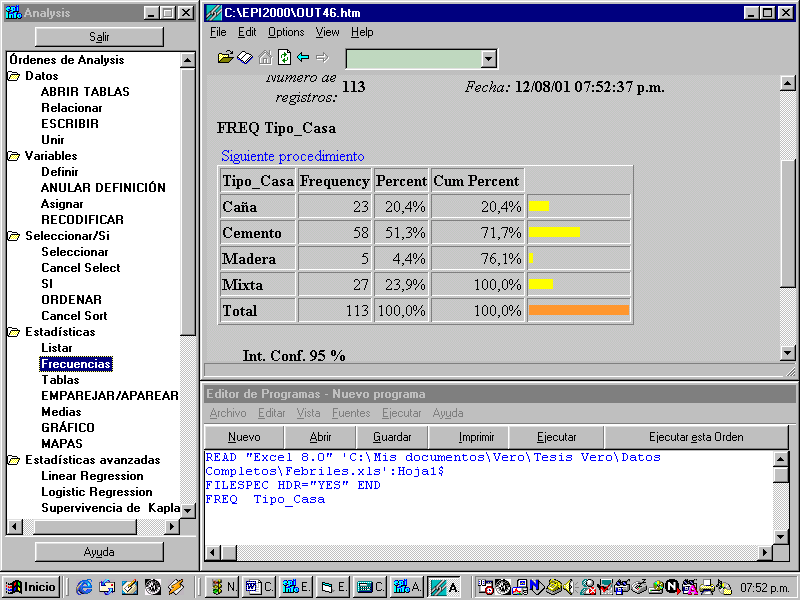 Analysis
Salir
Órdenes de Analysis
Datos
ABRIR TABLAS
Relacionar
ESCRIBIR
Unir
Variables
Definir
ANULAR DEFINICIÓN
Asignar
RECODIFICAR
Seleccionar/Si
Seleccionar
Cancel Select
SI
ORDENAR
Cancel Sort
Estadísticas
Listar
Frecuencias
Tablas
EMPAREJAR/APAREAR
Medias
GRÁFICO
MAPAS
Estadísticas avanzadas
Linear Regression
Logistic Regression
Supervivencia de Kapla
Ayuda
C:\EPI2000\OUT46.htm
File Edit Options View Help
Número de
registros: 113 Fecha: 12/08/01 07:52:37 p.m.
FREQ Tipo_Casa
Siguiente procedimiento
Tipo_Casa Frequency Percent Cum Percent
Caña 23 20,4% 20,4%
Cemento 58 51,3% 71,7%
Madera 5 4,4% 76,1%
Mixta 27 23,9% 100,0%
Total 113 100,0% 100,0%
Int. Conf. 95 %
Editor de Programas - Nuevo programa
Archivo Editar Vista Fuentes Ejecutar Ayuda
Nuevo Abrir Guardar Imprimir Ejecutar Ejecutar esta Orden
READ "Excel 8.0" 'C:\Mis documentos\Vero\Tesis Vero\Datos
Completos\Febriles.xls':Hoja1$
FILESPEC HDR="YES" END
FREQ Tipo_Casa
Inicio N. C. E. E. C. A. A. 07:52 p.m.